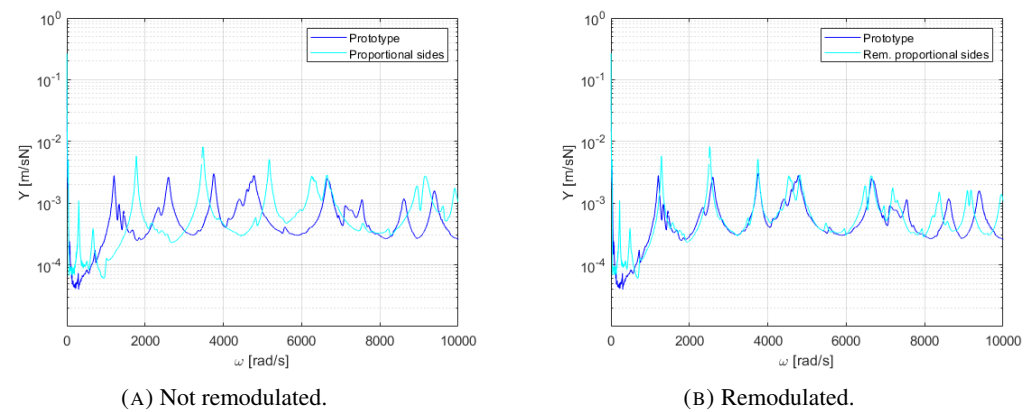 10^0
10^-1
10^-2
10^-3
10^-4
Y [m/sN]
Prototype
Proportional sides
0 2000 4000 6000 8000 10000
ω [rad/s]
(A) Not remodulated.
10^0
10^-1
10^-2
10^-3
10^-4
Y [m/sN]
Prototype
Rem. proportional sides
0 2000 4000 6000 8000 10000
ω [rad/s]
(B) Remodulated.